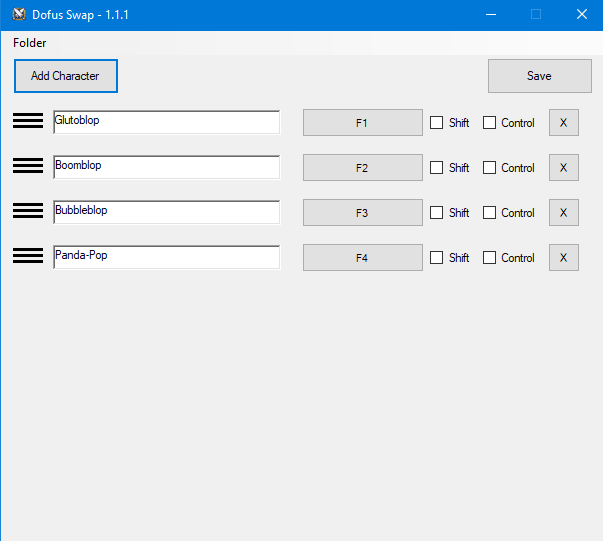 Dofus Swap - 1.1.1
Folder
Add Character Save
Glutoblop F1 Shift Control X
Boomblop F2 Shift Control X
Bubbleblop F3 Shift Control X
Panda-Pop F4 Shift Control X